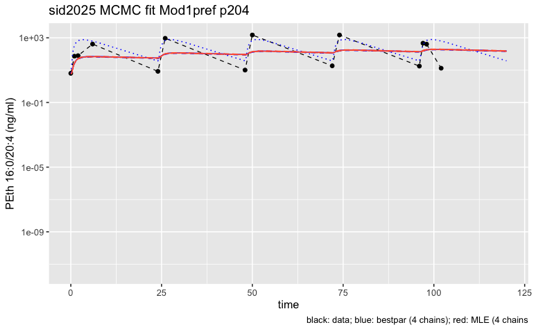 sid2025 MCMC fit Mod1pref p204
PEth 16:0/20:4 (ng/ml)
1e+03
1e-01
1e-05
1e-09
0
25
50
75
100
125
time
black: data; blue: bestpar (4 chains); red: MLE (4 chains